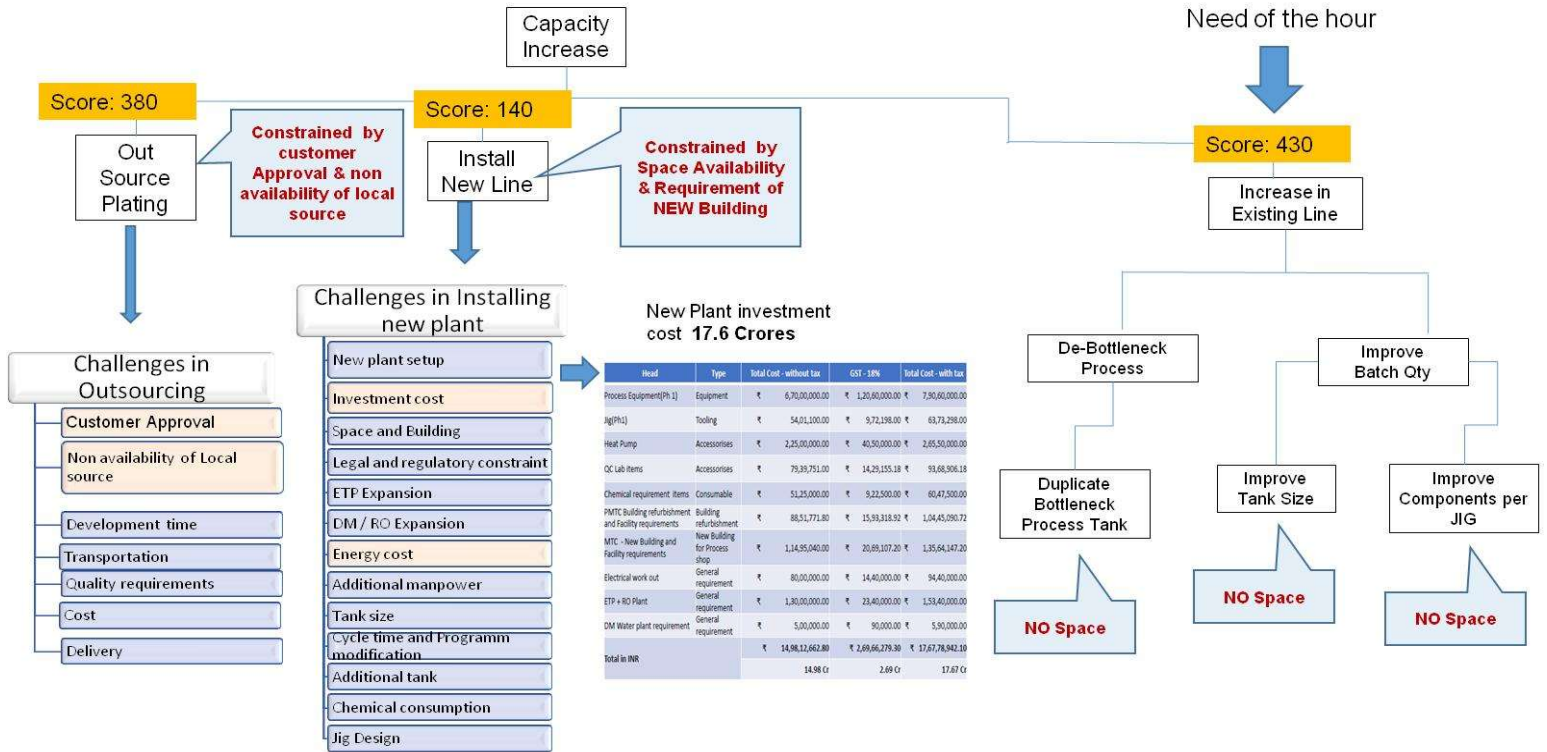 Capacity
Increase
Need of the hour
Score: 380
Out
Source
Plating
Constrained by
customer
Approval & non
availability of local
source
Score: 140
Install
New Line
Constrained by
Space Availability
& Requirement of
NEW Building
Score: 430
Increase in
Existing Line
Challenges in
Outsourcing
Customer Approval
Non availability of Local
source
Development time
Transportation
Quality requirements
Cost
Delivery
Challenges in Installing
new plant
New plant setup
Investment cost
Space and Building
Legal and regulatory constraint
ETP Expansion
DM / RO Expansion
Energy cost
Additional manpower
Tank size
Cycle time and Programm
modification
Additional tank
Chemical consumption
Jig Design
New Plant investment
cost 17.6 Crores
Head Type Total Cost - without tax GST - 18% Total Cost - with tax
Process Equipment(Ph 1) Equipment ₹ 6,70,00,000.00 ₹ 1,20,60,000.00 ₹ 7,90,60,000.00
Jig(Ph1) Tooling ₹ 54,01,100.00 ₹ 9,72,198.00 ₹ 63,73,298.00
Heat Pump Accessorises ₹ 2,25,00,000.00 ₹ 40,50,000.00 ₹ 2,65,50,000.00
QC Lab items Accessorises ₹ 79,39,751.00 ₹ 14,29,155.18 ₹ 93,68,906.18
Chemical requirement items Consumable ₹ 51,25,000.00 ₹ 9,22,500.00 ₹ 60,47,500.00
PMTC Building refurbishment
and Facility requirements
Building
refurbishment
₹ 88,51,771.80 ₹ 15,93,318.92 ₹ 1,04,45,090.72
MTC - New Building and
Facility requirements
New Building
for Process
shop
₹ 1,14,95,040.00 ₹ 20,69,107.20 ₹ 1,35,64,147.20
Electrical work out
General
requirement
₹ 80,00,000.00 ₹ 14,40,000.00 ₹ 94,40,000.00
ETP + RO Plant
General
requirement
₹ 1,30,00,000.00 ₹ 23,40,000.00 ₹ 1,53,40,000.00
DM Water plant requirement
General
requirement
₹ 5,00,000.00 ₹ 90,000.00 ₹ 5,90,000.00
Total in INR
₹ 14,98,12,662.80 ₹ 2,69,66,279.30 ₹ 17,67,78,942.10
14.98 Cr 2.69 Cr 17.67 Cr
De-Bottleneck
Process
Improve
Batch Qty
Duplicate
Bottleneck
Process Tank
Improve
Tank Size
Improve
Components per
JIG
NO Space
NO Space
NO Space